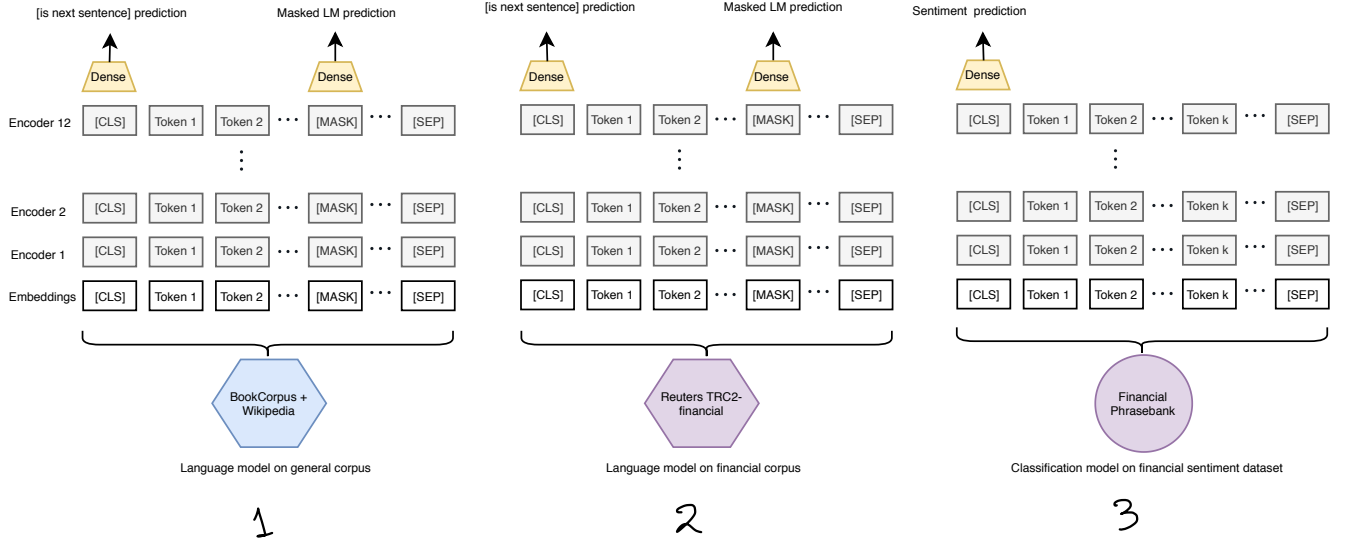 [is next sentence] prediction
Masked LM prediction
[is next sentence] prediction
Masked LM prediction
Sentiment prediction
Dense
Dense
Dense
Dense
Dense
Encoder 12
[CLS] Token 1 Token 2 ••• [MASK] ••• [SEP]
[CLS] Token 1 Token 2 ••• [MASK] ••• [SEP]
[CLS] Token 1 Token 2 ••• Token k ••• [SEP]
Encoder 2
[CLS] Token 1 Token 2 ••• [MASK] ••• [SEP]
[CLS] Token 1 Token 2 ••• [MASK] ••• [SEP]
[CLS] Token 1 Token 2 ••• Token k ••• [SEP]
Encoder 1
[CLS] Token 1 Token 2 ••• [MASK] ••• [SEP]
[CLS] Token 1 Token 2 ••• [MASK] ••• [SEP]
[CLS] Token 1 Token 2 ••• Token k ••• [SEP]
Embeddings
[CLS] Token 1 Token 2 ••• [MASK] ••• [SEP]
[CLS] Token 1 Token 2 ••• [MASK] ••• [SEP]
[CLS] Token 1 Token 2 ••• Token k ••• [SEP]
BookCorpus +
Wikipedia
Reuters TRC2-
financial
Financial
Phrasebank
Language model on general corpus
Language model on financial corpus
Classification model on financial sentiment dataset
1
2
3